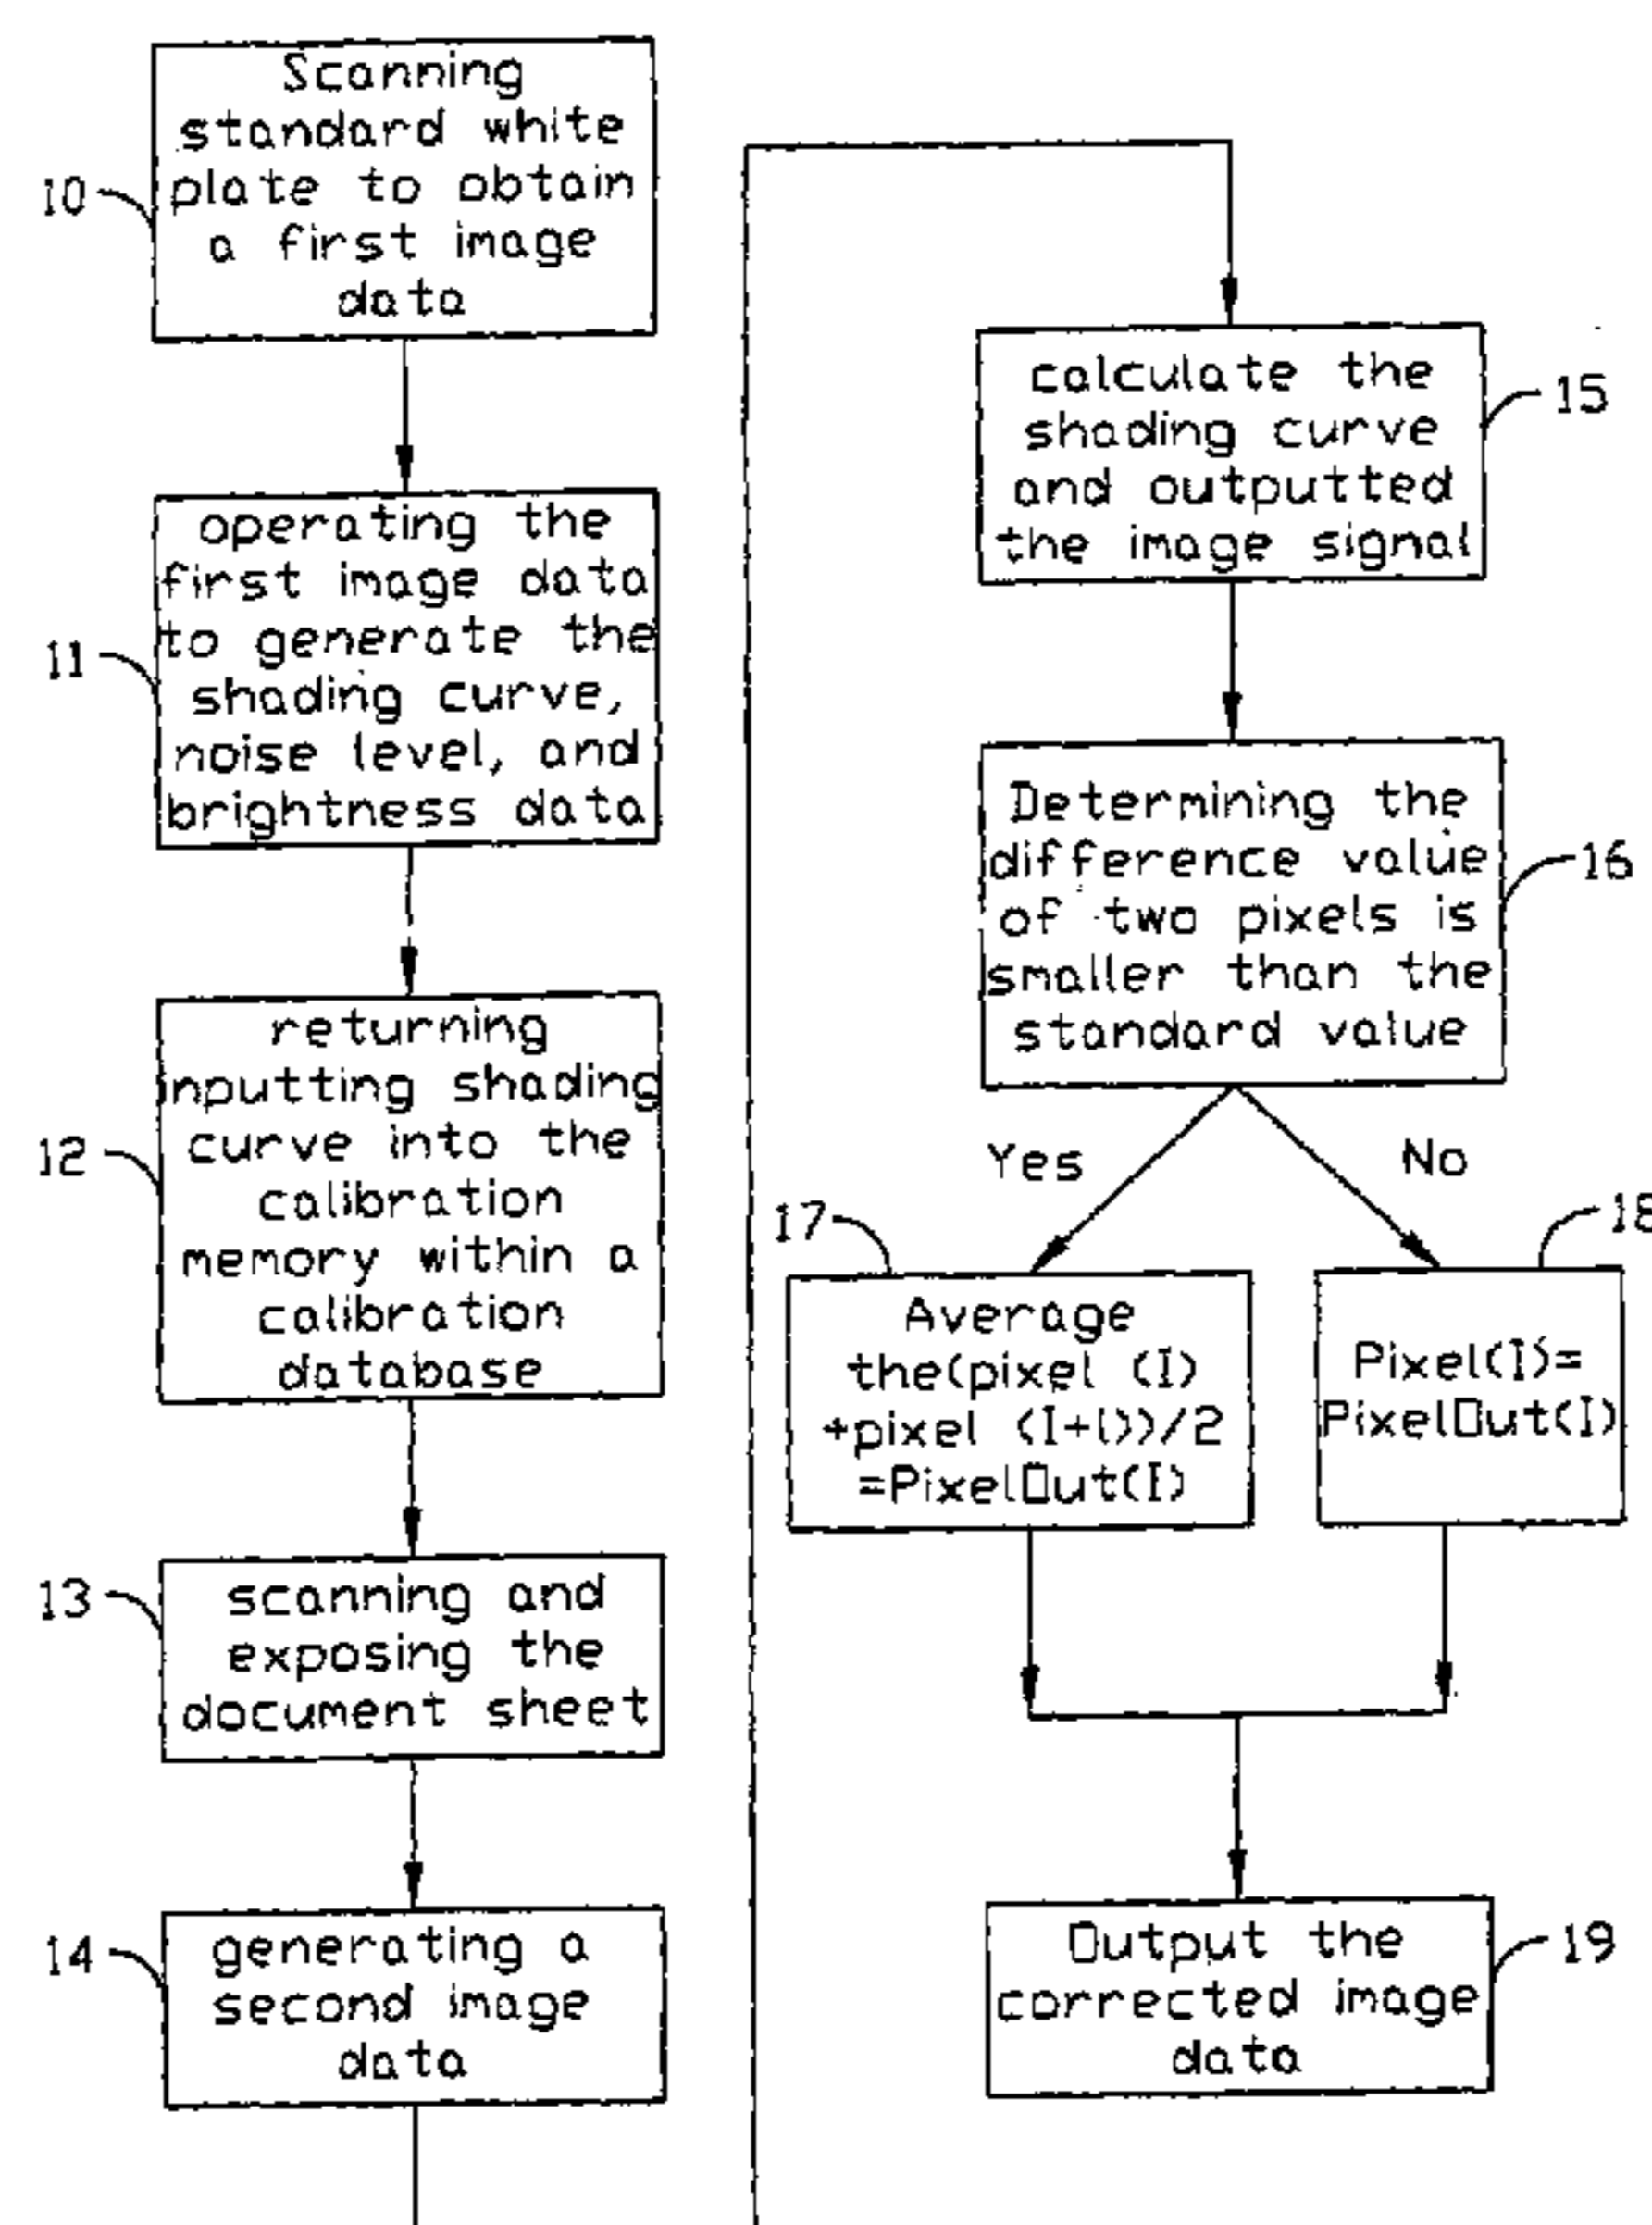 Scanning
standard white
plate to obtain
a first image
data
10
operating the
first image data
to generate the
shading curve,
noise level, and
brightness data
11
returning
inputting shading
curve into the
calibration
memory within a
calibration
database
12
scanning and
exposing the
document sheet
13
generating a
second image
data
14
calculate the
shading curve
and outputted
the image signal
15
Determining the
difference value
of two pixels is
smaller than the
standard value
16
Yes
No
17
Average
the(pixel (I)
+pixel (I+1))/2
=PixelOut(I)
18
Pixel(I)=
PixelOut(I)
Output the
corrected image
data
19